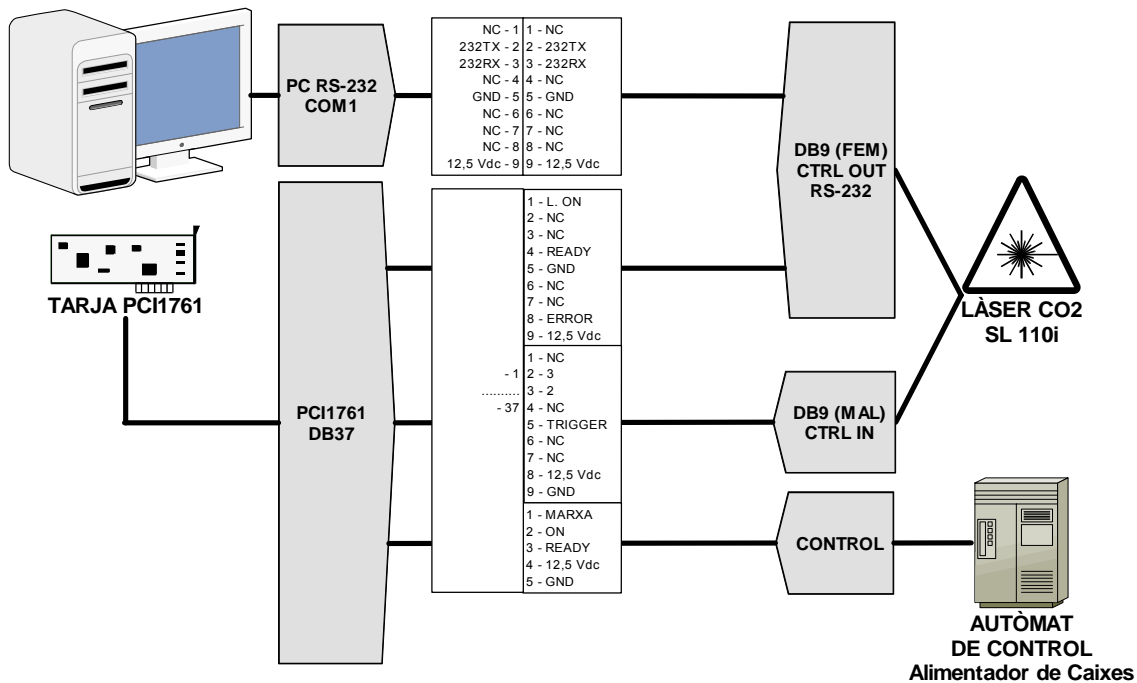 PC RS-232
COM1
NC - 1 1 - NC
232TX - 2 2 - 232TX
232RX - 3 3 - 232RX
NC - 4 4 - NC
GND - 5 5 - GND
NC - 6 6 - NC
NC - 7 7 - NC
NC - 8 8 - NC
12,5 Vdc - 9 9 - 12,5 Vdc
DB9 (FEM)
CTRL OUT
RS-232
TARJA PCI1761
PCI1761
DB37
1 - L. ON
2 - NC
3 - NC
4 - READY
5 - GND
6 - NC
7 - NC
8 - ERROR
9 - 12,5 Vdc
1 - NC
- 1 2 - 3
.......... 3 - 2
- 37 4 - NC
5 - TRIGGER
6 - NC
7 - NC
8 - 12,5 Vdc
9 - GND
1 - MARXA
2 - ON
3 - READY
4 - 12,5 Vdc
5 - GND
DB9 (MAL)
CTRL IN
CONTROL
LÀSER CO2
SL 110i
AUTÒMAT
DE CONTROL
Alimentador de Caixes